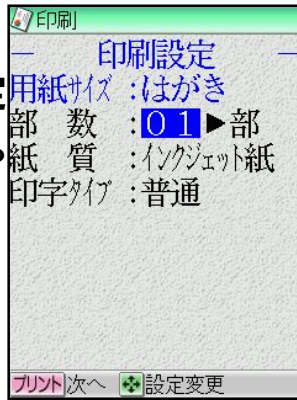 印刷
― 印刷設定 ―
用紙サイズ:はがき
部 数 :01▶部
紙 質 :インクジェット紙
印字タイプ:普通
プリント 次へ 設定変更